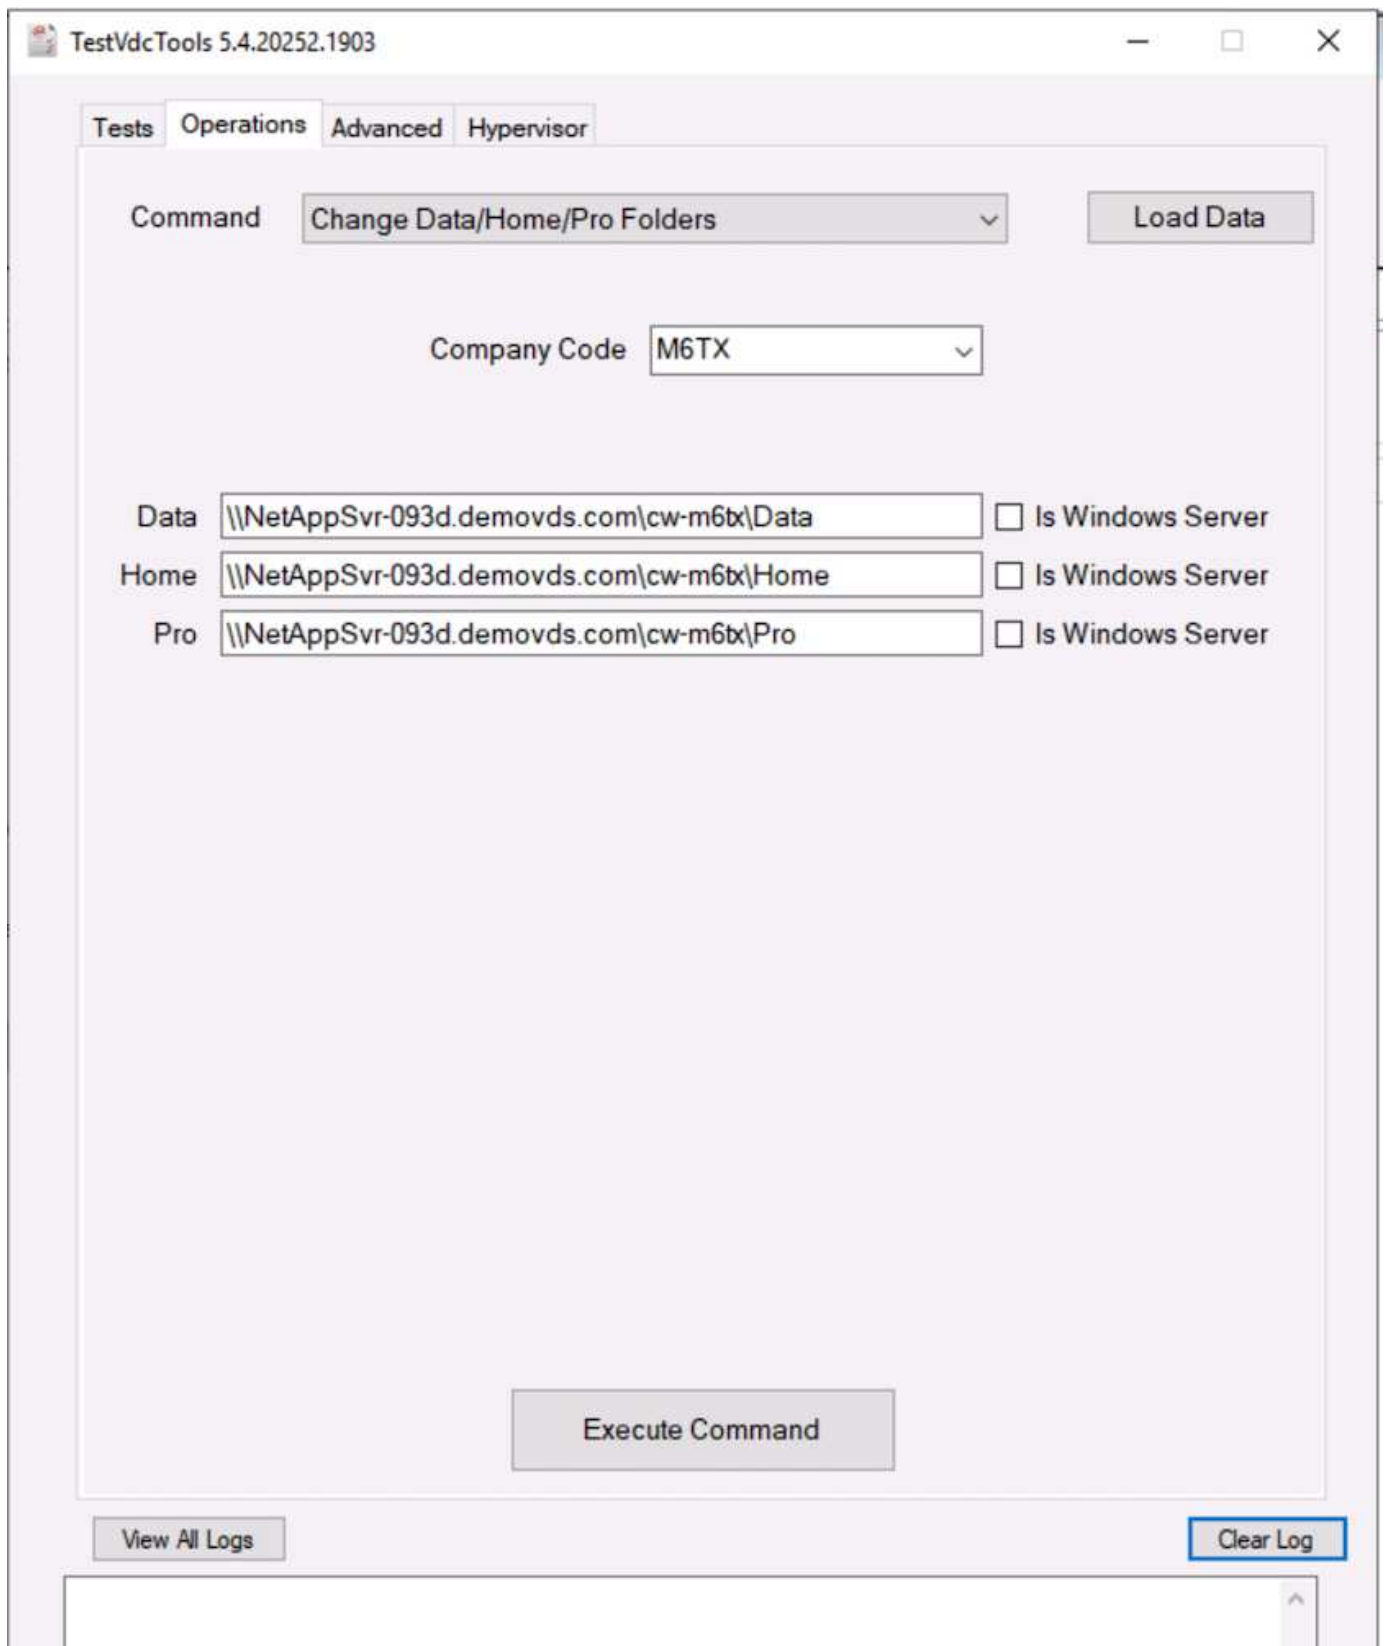 TestVdcTools 5.4.20252.1903
Tests Operations Advanced Hypervisor
Command Change Data/Home/Pro Folders Load Data
Company Code M6TX
Data \\NetAppSvr-093d.demovds.com\cw-m6tx\Data Is Windows Server
Home \\NetAppSvr-093d.demovds.com\cw-m6tx\Home Is Windows Server
Pro \\NetAppSvr-093d.demovds.com\cw-m6tx\Pro Is Windows Server
Execute Command
View All Logs Clear Log